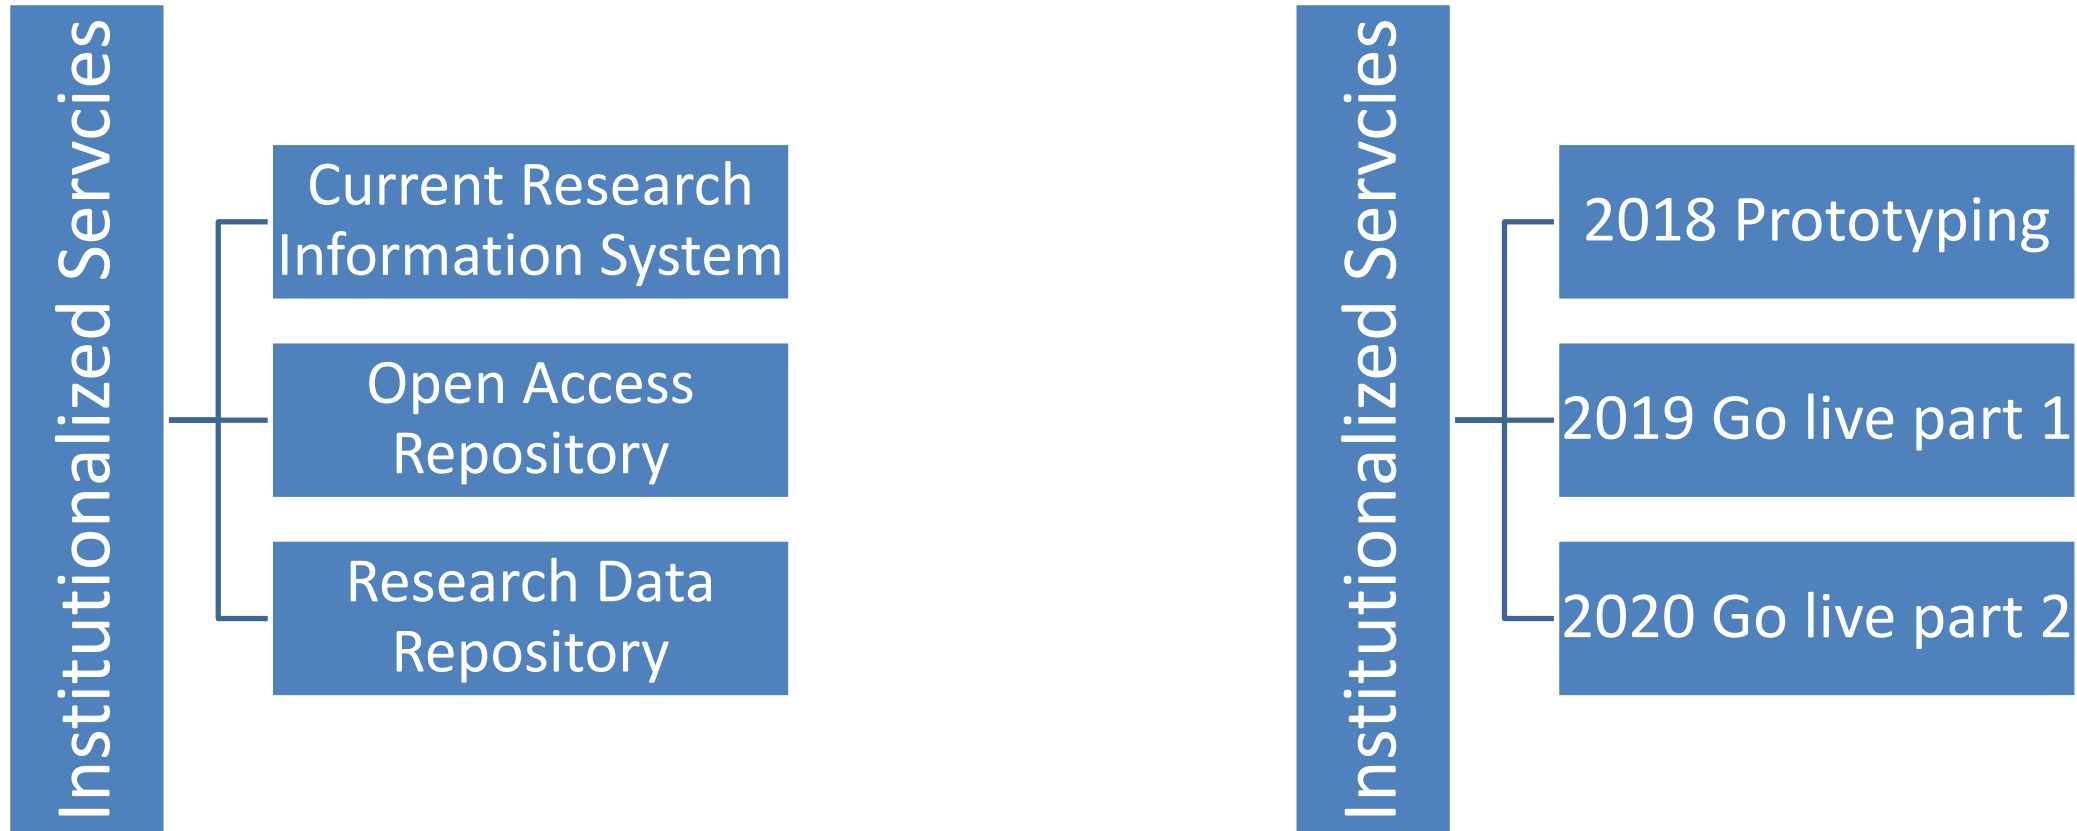 Institutionalized Servcies
Current Research
Information System
Open Access
Repository
Research Data
Repository
Institutionalized Servcies
2018 Prototyping
2019 Go live part 1
2020 Go live part 2